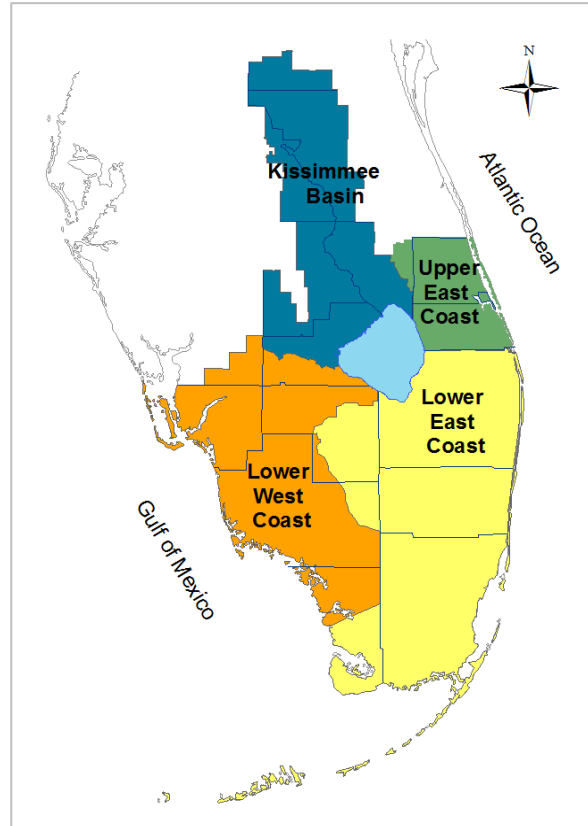 N
Atlantic Ocean
Kissimmee
Basin
Upper
East
Coast
Lower
East
Coast
Lower
West
Coast
Gulf of Mexico